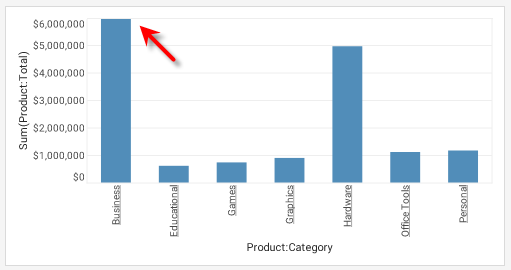 $6,000,000
$5,000,000
$4,000,000
$3,000,000
$2,000,000
$1,000,000
$0
Sum(Product:Total)
Business
Educational
Games
Graphics
Hardware
Office Tools
Personal
Product:Category